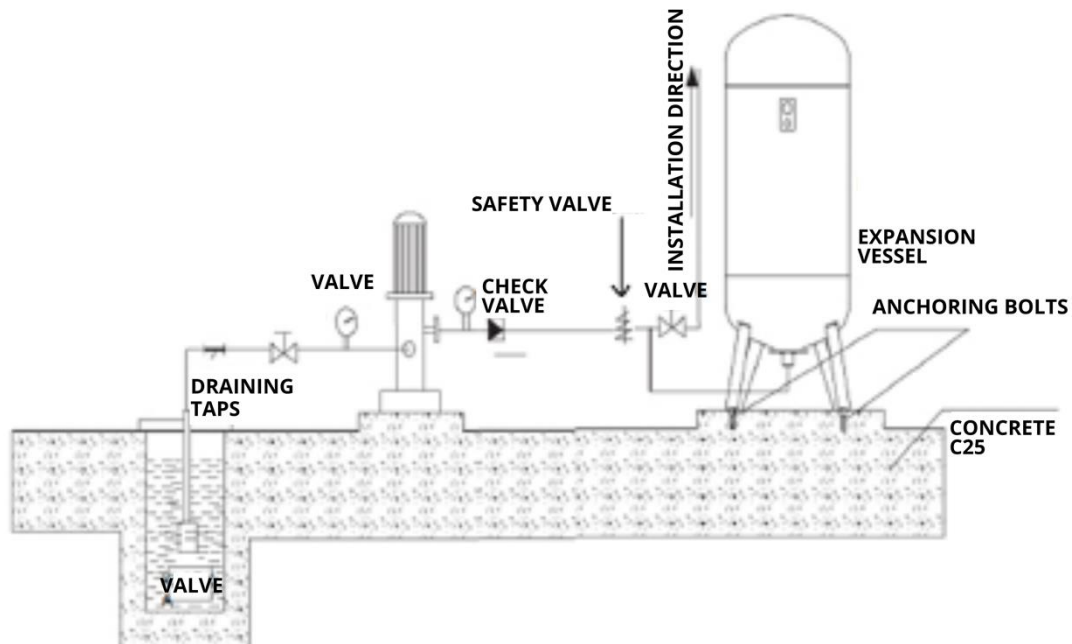 INSTALLATION DIRECTION
SAFETY VALVE
EXPANSION
VESSEL
VALVE
CHECK
VALVE
VALVE
ANCHORING BOLTS
DRAINING
TAPS
CONCRETE
C25
VALVE